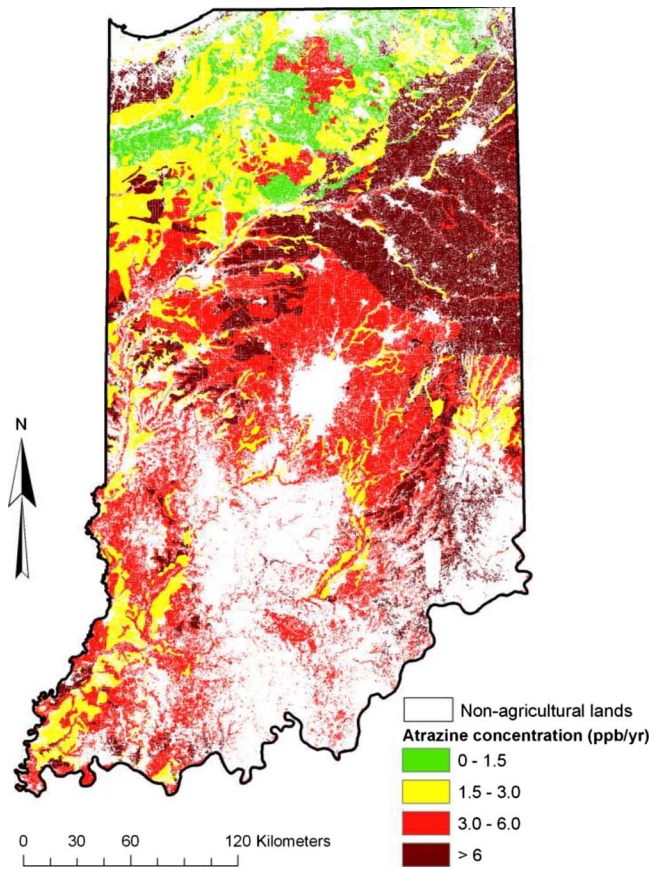 N
Non-agricultural lands
Atrazine concentration (ppb/yr)
0 - 1.5
1.5 - 3.0
3.0 - 6.0
> 6
0 30 60 120 Kilometers